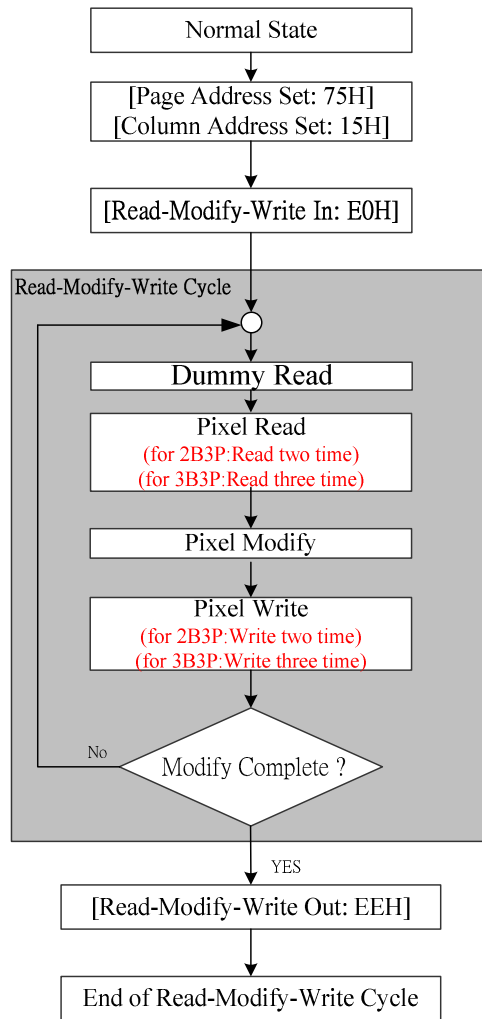 Normal State
[Page Address Set: 75H]
[Column Address Set: 15H]
[Read-Modify-Write In: E0H]
Read-Modify-Write Cycle
Dummy Read
Pixel Read
(for 2B3P:Read two time)
(for 3B3P:Read three time)
Pixel Modify
Pixel Write
(for 2B3P:Write two time)
(for 3B3P:Write three time)
No
Modify Complete ?
YES
[Read-Modify-Write Out: EEH]
End of Read-Modify-Write Cycle